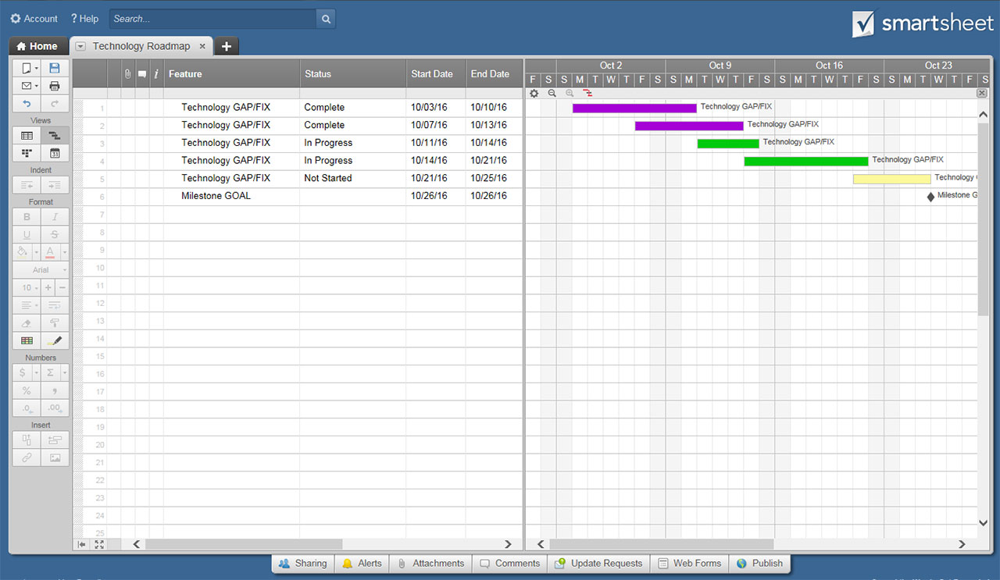 Account ? Help Search...
smartsheet
Home Technology Roadmap × +
Oct 2 Oct 9 Oct 16 Oct 23
i Feature Status Start Date End Date
F S S M T W T F S S M T W T F S S M T W T F S S M T W T F S
1 Technology GAP/FIX Complete 10/03/16 10/10/16 Technology GAP/FIX
2 Technology GAP/FIX Complete 10/07/16 10/13/16 Technology GAP/FIX
3 Technology GAP/FIX In Progress 10/11/16 10/14/16 Technology GAP/FIX
4 Technology GAP/FIX In Progress 10/14/16 10/21/16 Technology GAP/FIX
5 Technology GAP/FIX Not Started 10/21/16 10/25/16 Technology
6 Milestone GOAL 10/26/16 10/26/16 Milestone G
7
8
9
10
11
12
13
14
15
16
17
18
19
20
21
22
23
24
25
Views
31
Indent
Format
B I
U S
A
Arial
10 + −
Numbers
$ Σ
% ,
.0 .00
Insert
Sharing Alerts Attachments Comments Update Requests Web Forms Publish